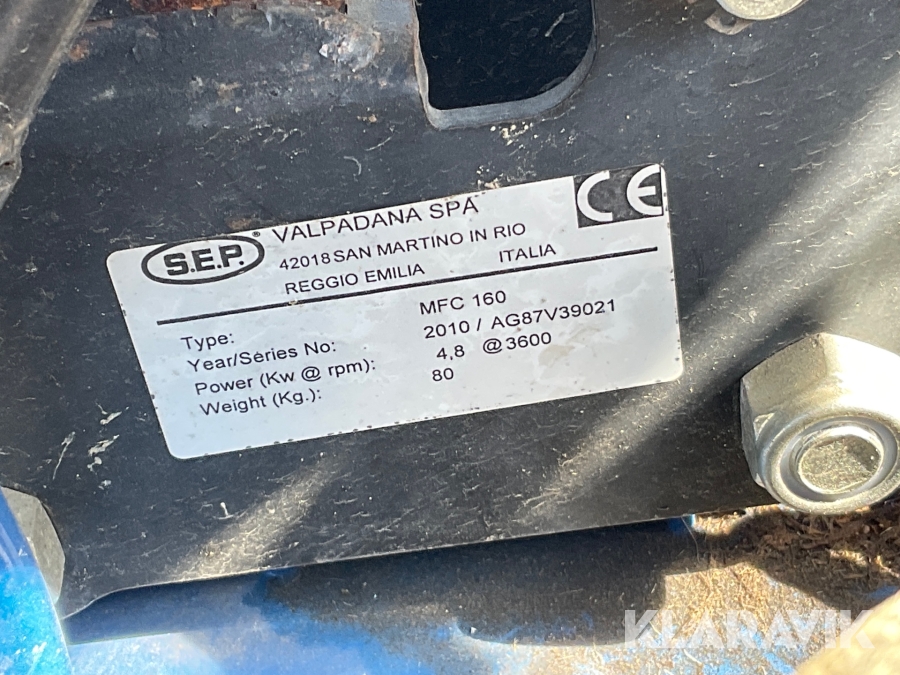 S.E.P.® VALPADANA SPA
42018 SAN MARTINO IN RIO
REGGIO EMILIA ITALIA
CE
Type: MFC 160
Year/Series No: 2010 / AG87V39021
Power (Kw @ rpm): 4,8 @ 3600
Weight (Kg.): 80
KLARAVIK